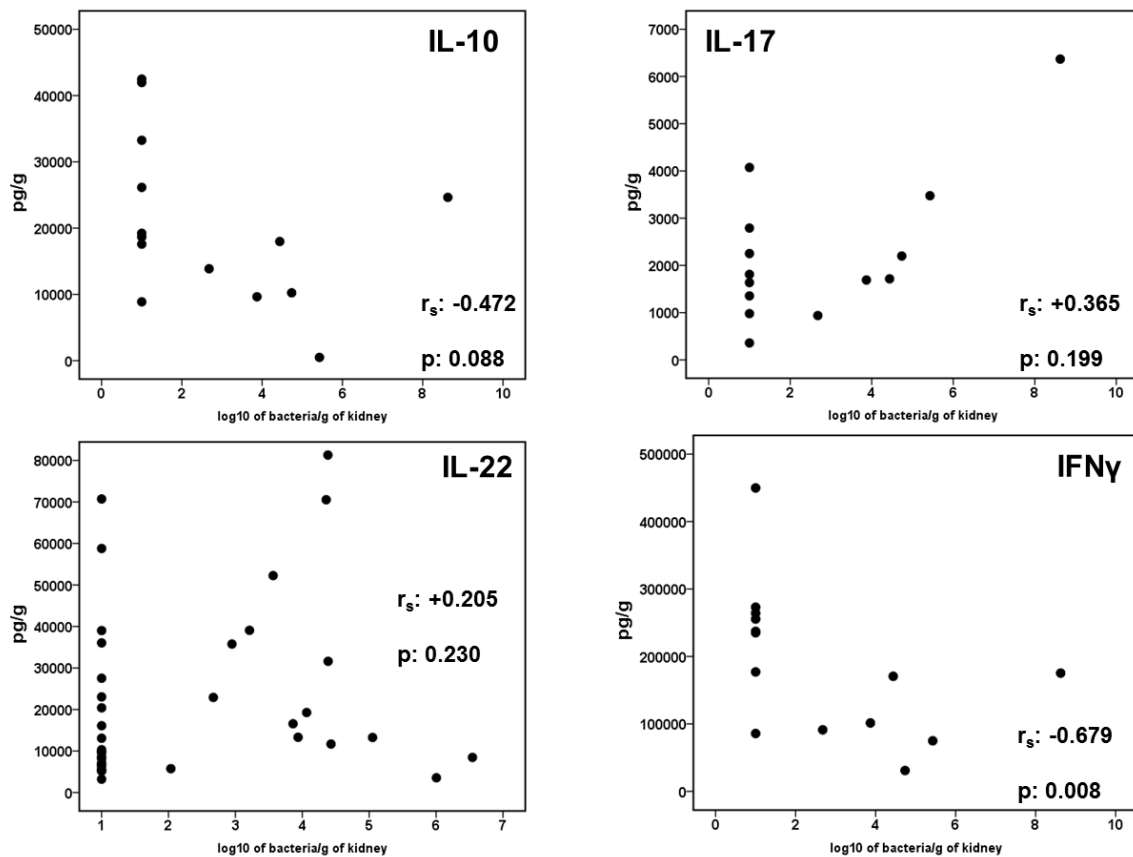 IL-10
50000
40000
30000
20000
10000
0
pg/g
0 2 4 6 8 10
log10 of bacteria/g of kidney
rs: -0.472
p: 0.088
IL-17
7000
6000
5000
4000
3000
2000
1000
0
pg/g
0 2 4 6 8 10
log10 of bacteria/g of kidney
rs: +0.365
p: 0.199
IL-22
80000
70000
60000
50000
40000
30000
20000
10000
0
pg/g
1 2 3 4 5 6 7
log10 of bacteria/g of kidney
rs: +0.205
p: 0.230
IFNγ
500000
400000
300000
200000
100000
0
pg/g
0 2 4 6 8 10
log10 of bacteria/g of kidney
rs: -0.679
p: 0.008